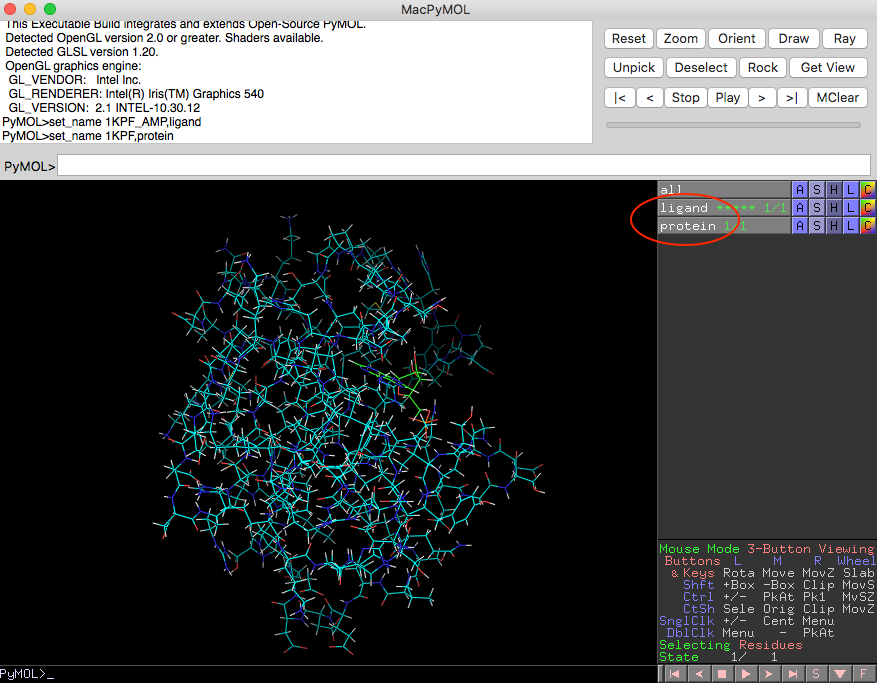 MacPyMOL
This Executable Build integrates and extends Open-Source PyMOL.
Detected OpenGL version 2.0 or greater. Shaders available.
Detected GLSL version 1.20.
OpenGL graphics engine:
GL_VENDOR: Intel Inc.
GL_RENDERER: Intel(R) Iris(TM) Graphics 540
GL_VERSION: 2.1 INTEL-10.30.12
PyMOL>set_name 1KPF_AMP,ligand
PyMOL>set_name 1KPF,protein
Reset Zoom Orient Draw Ray
Unpick Deselect Rock Get View
|< < Stop Play > >| MClear
PyMOL>
all A S H L C
ligand ***** 1/1 A S H L C
protein 1/1 A S H L C
Mouse Mode 3-Button Viewing
Buttons L M R Wheel
& Keys Rota Move MovZ Slab
Shft +Box -Box Clip MovS
Ctrl +/- PkAt Pk1 MvSZ
CtSh Sele Orig Clip MovZ
SnglClk +/- Cent Menu
DblClk Menu - PkAt
Selecting Residues
State 1/ 1
PyMOL>_
S F